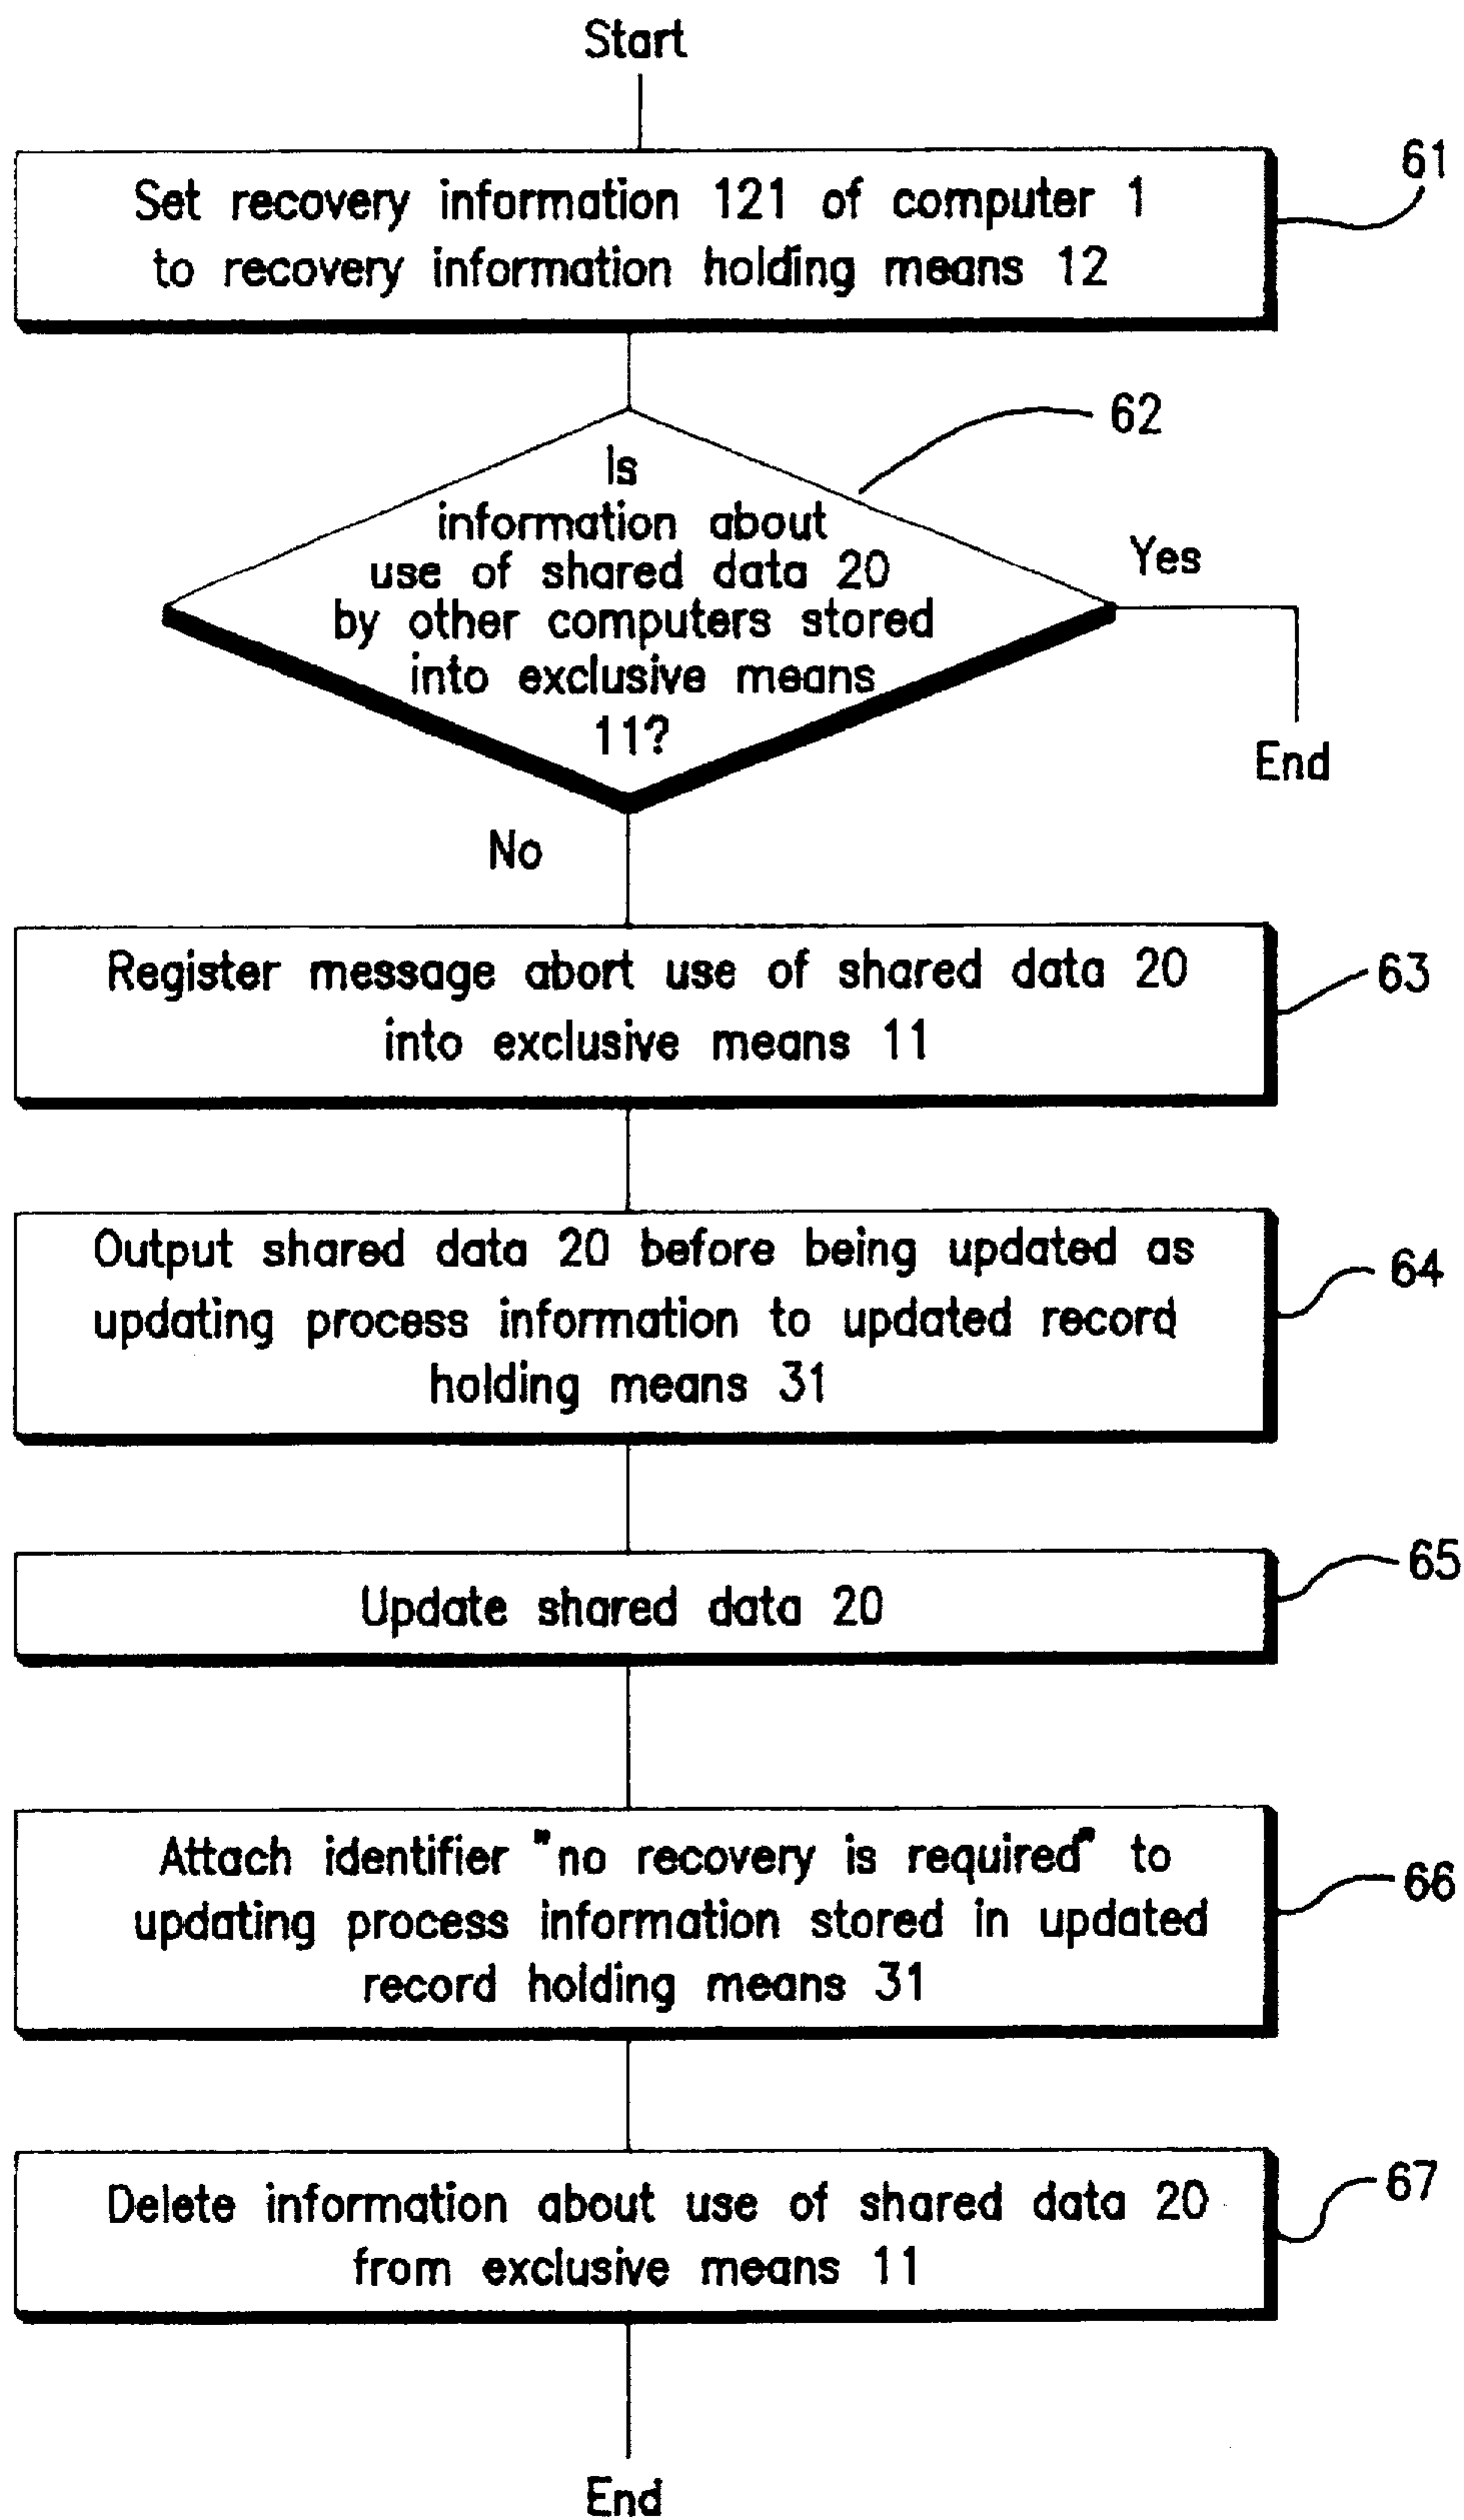 Start
Set recovery information 121 of computer 1
to recovery information holding means 12
61
62
Is
information about
use of shared data 20
by other computers stored
into exclusive means
11?
Yes
End
No
Register message abort use of shared data 20
into exclusive means 11
63
Output shared data 20 before being updated as
updating process information to updated record
holding means 31
64
Update shared data 20
65
Attach identifier "no recovery is required" to
updating process information stored in updated
record holding means 31
66
Delete information about use of shared data 20
from exclusive means 11
67
End